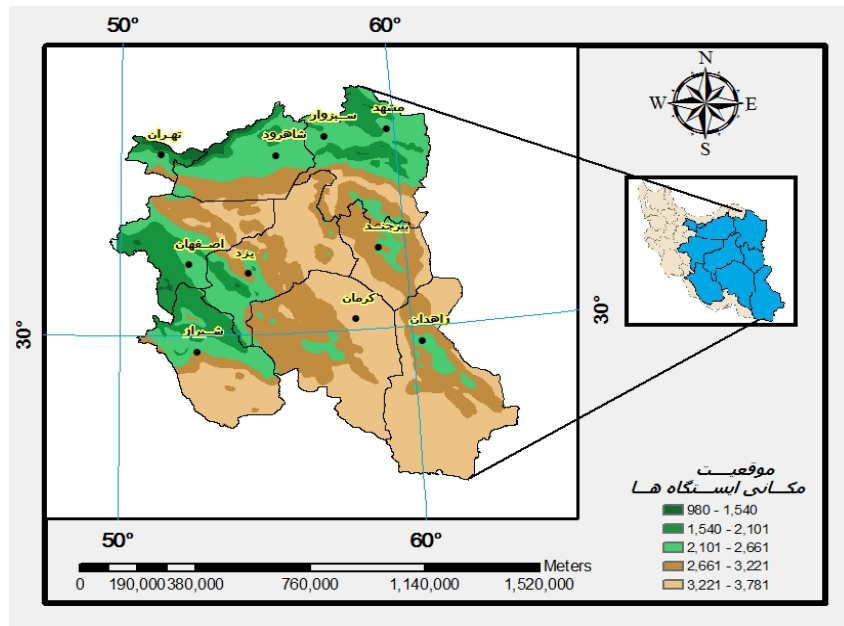 50° 60°
N
W E
S
مشهد
سبزوار
تهران
شاهرود
بیرجند
اصفهان
یزد
کرمان
زاهدان
شیراز
30° 30°
موقعیت
مکانی ایستگاه ها
980 - 1,540
1,540 - 2,101
2,101 - 2,661
2,661 - 3,221
3,221 - 3,781
50° 60°
Meters
0 190,000 380,000 760,000 1,140,000 1,520,000